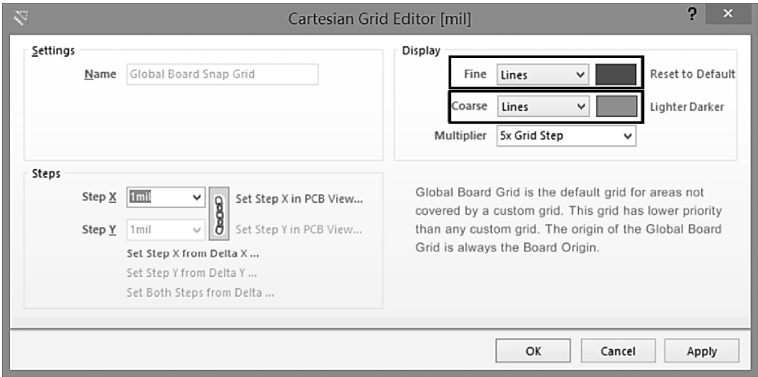 Cartesian Grid Editor [mil]
? ×
Settings
Name Global Board Snap Grid
Display
Fine Lines Reset to Default
Coarse Lines Lighter Darker
Multiplier 5x Grid Step
Steps
Step X 1mil Set Step X in PCB View...
Step Y 1mil Set Step Y in PCB View...
Set Step X from Delta X ...
Set Step Y from Delta Y ...
Set Both Steps from Delta ...
Global Board Grid is the default grid for areas not
covered by a custom grid. This grid has lower priority
than any custom grid. The origin of the Global Board
Grid is always the Board Origin.
OK Cancel Apply